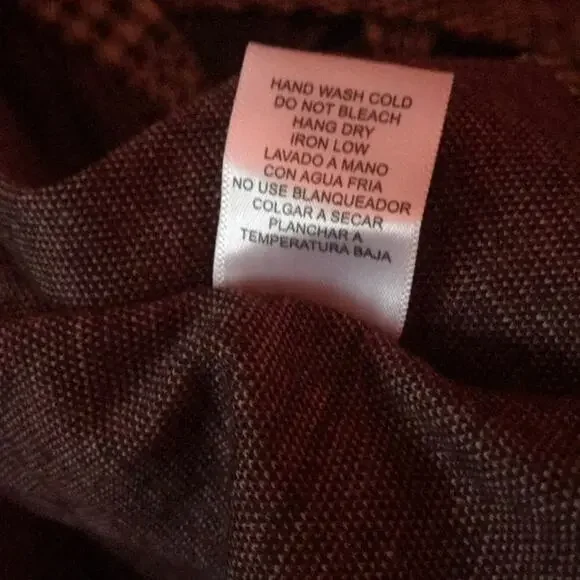 HAND WASH COLD
DO NOT BLEACH
HANG DRY
IRON LOW
LAVADO A MANO
CON AGUA FRIA
NO USE BLANQUEADOR
COLGAR A SECAR
PLANCHAR A
TEMPERATURA BAJA